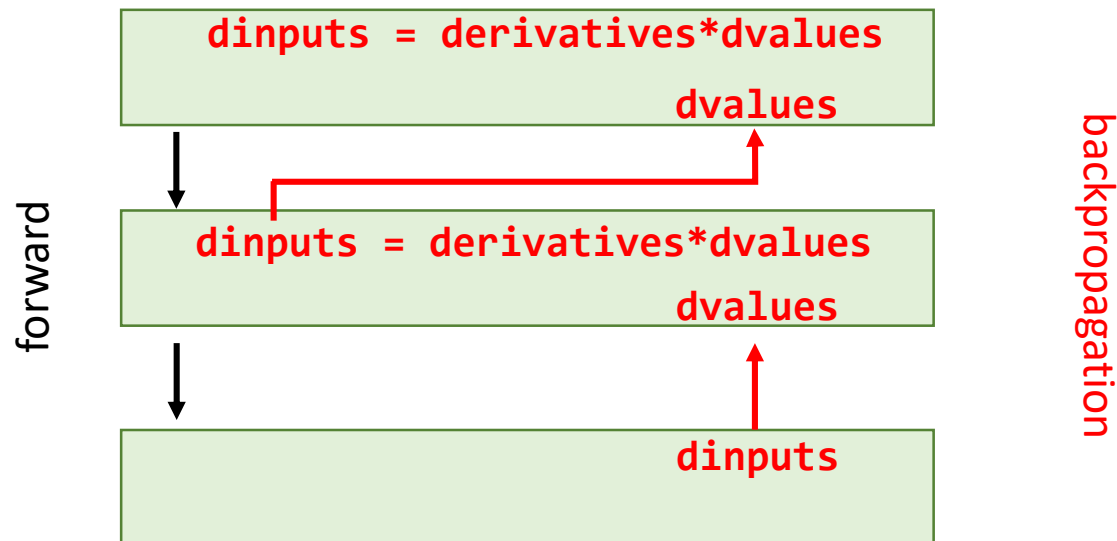 dinputs = derivatives*dvalues
dvalues
forward
dinputs = derivatives*dvalues
dvalues
dinputs
backpropagation